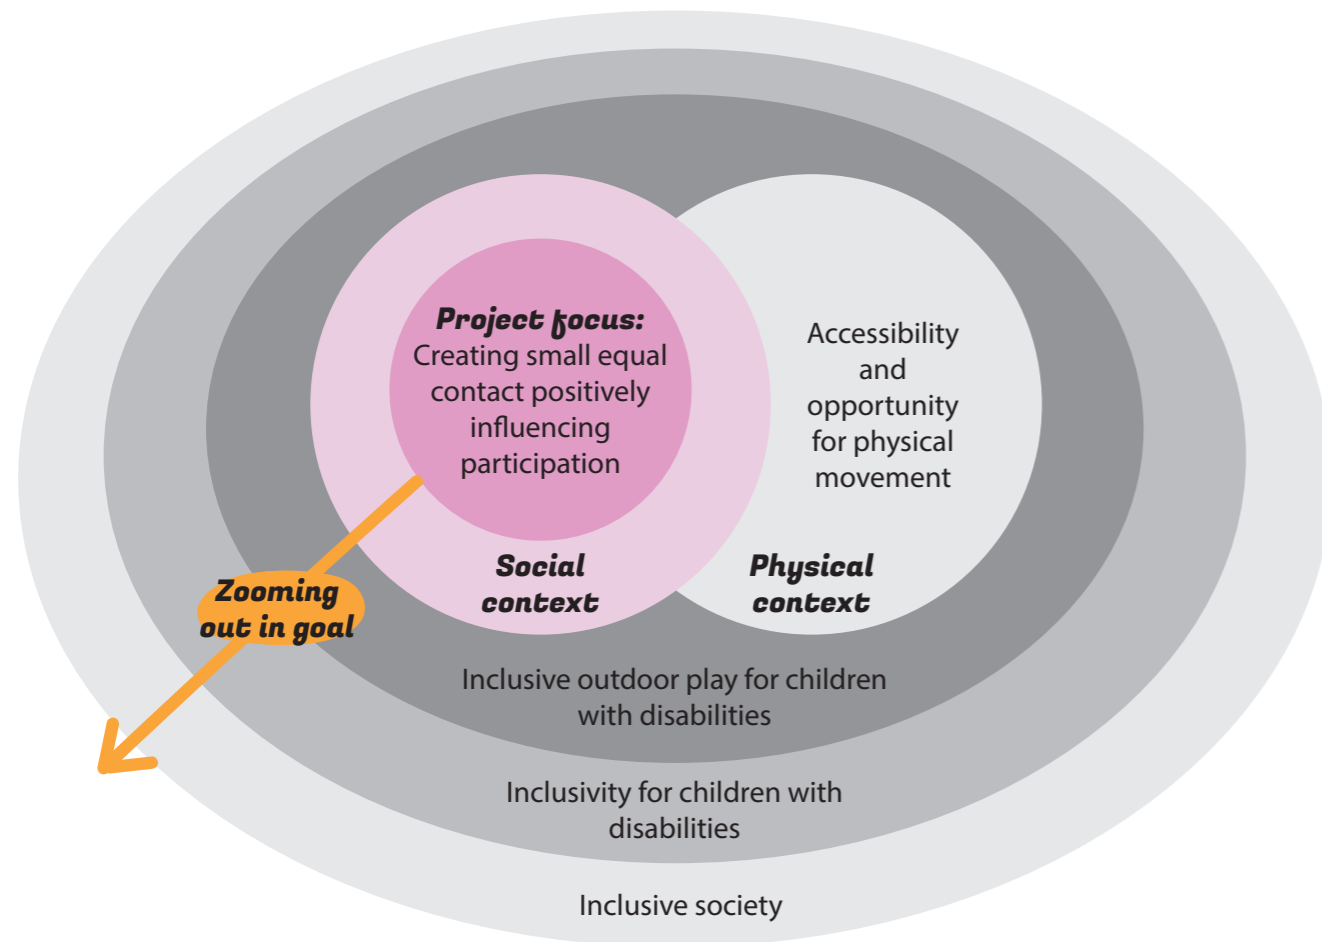 Project focus:
Creating small equal
contact positively
influencing
participation
Accessibility
and
opportunity
for physical
movement
Social
context
Physical
context
Zooming
out in goal
Inclusive outdoor play for children
with disabilities
Inclusivity for children with
disabilities
Inclusive society